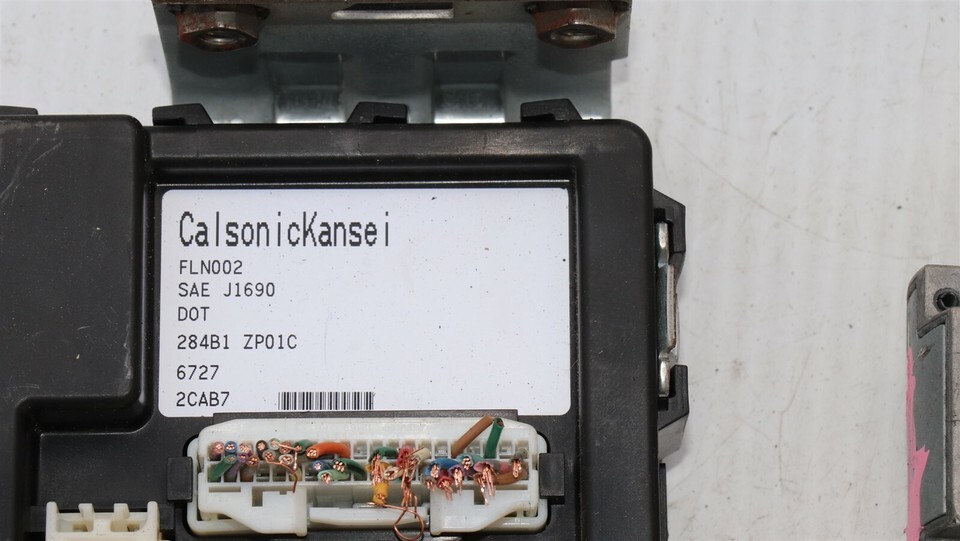 CalsonicKansei
FLN002
SAE J1690
DOT
284B1 ZP01C
6727
2CAB7